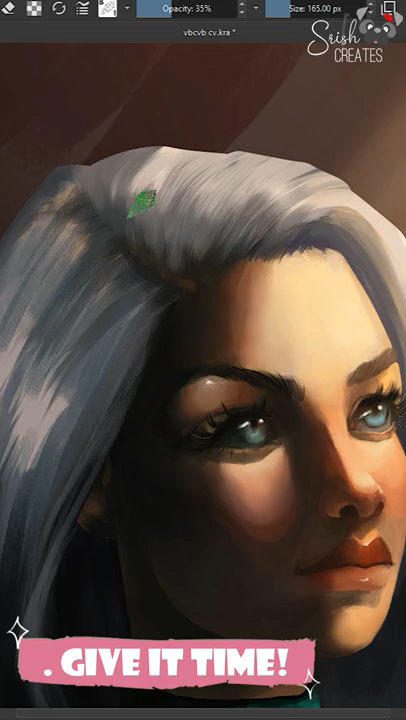 Opacity: 35%
Size: 165.00 px
vbcvb cv.kra *
Srish
CREATES
. GIVE IT TIME!